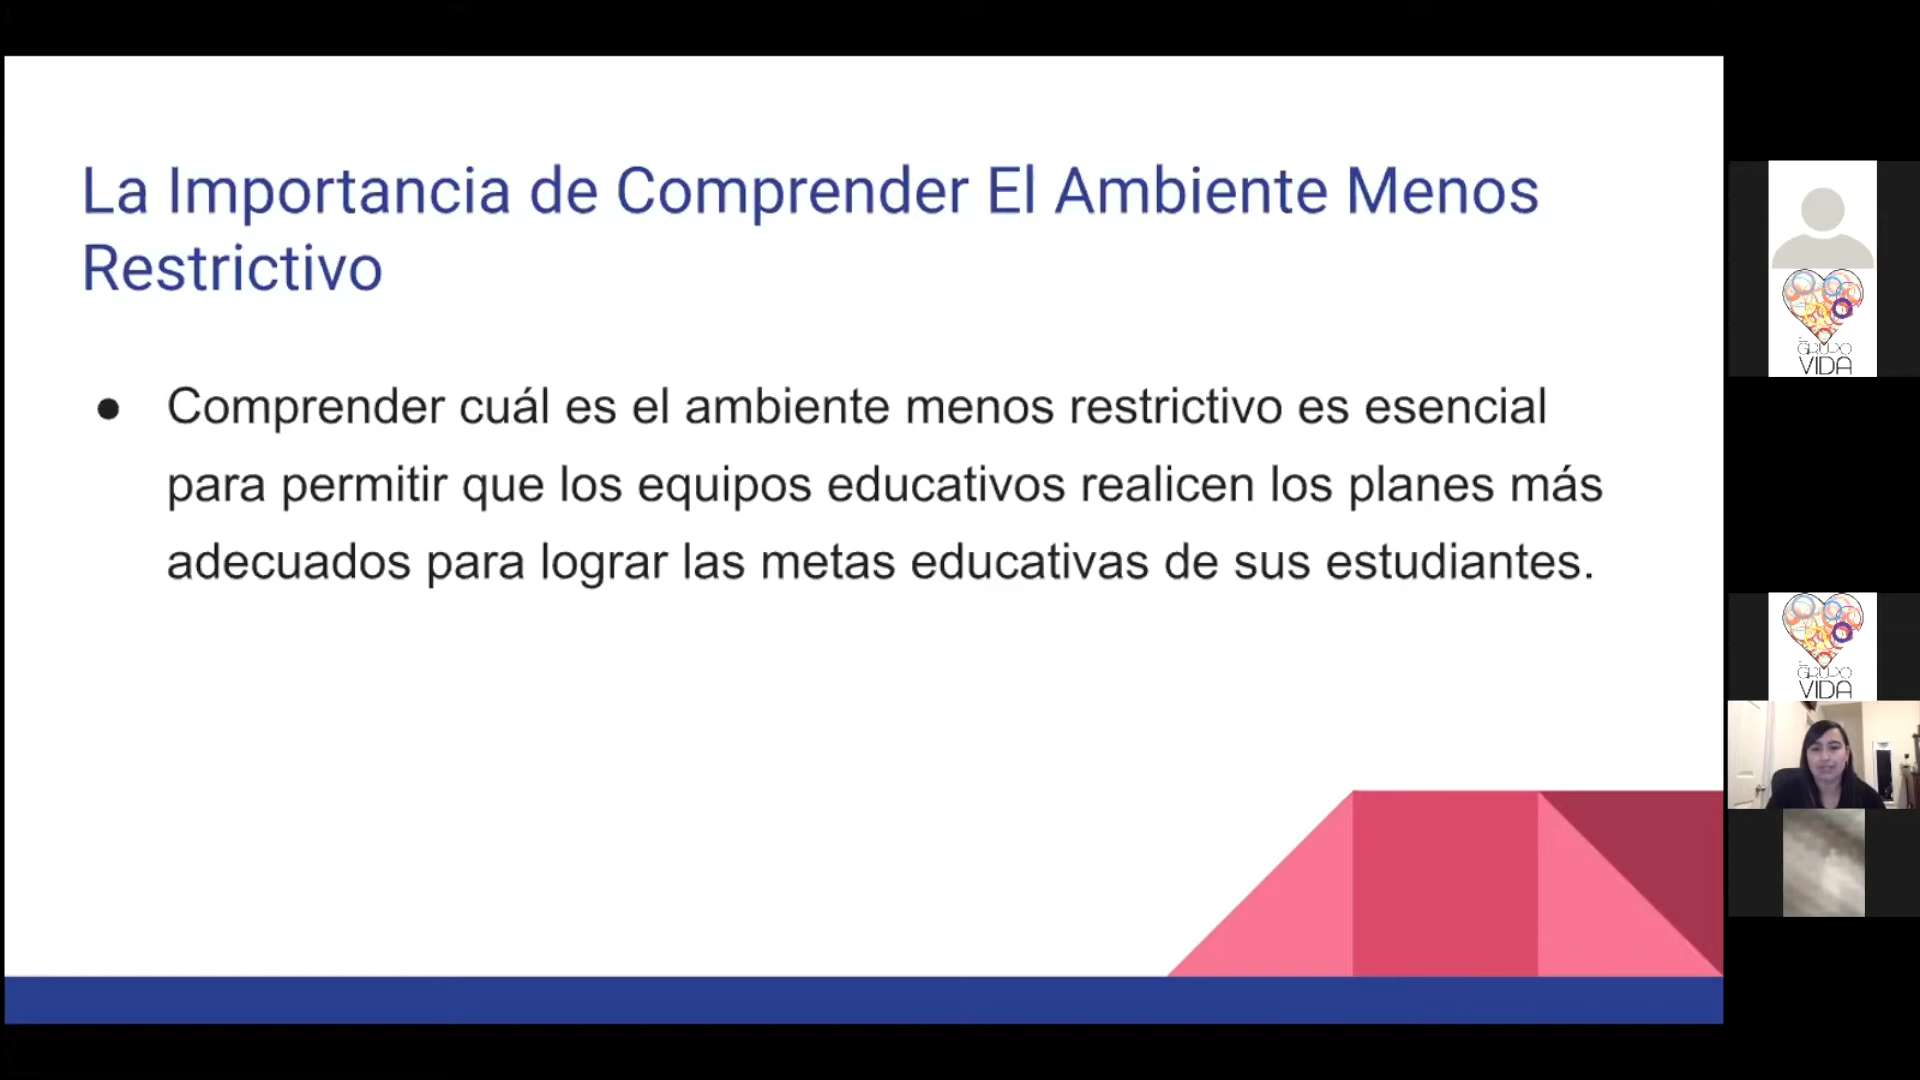 La Importancia de Comprender El Ambiente Menos
Restrictivo
● Comprender cuál es el ambiente menos restrictivo es esencial
para permitir que los equipos educativos realicen los planes más
adecuados para lograr las metas educativas de sus estudiantes.
GRUPO
VIDA
GRUPO
VIDA